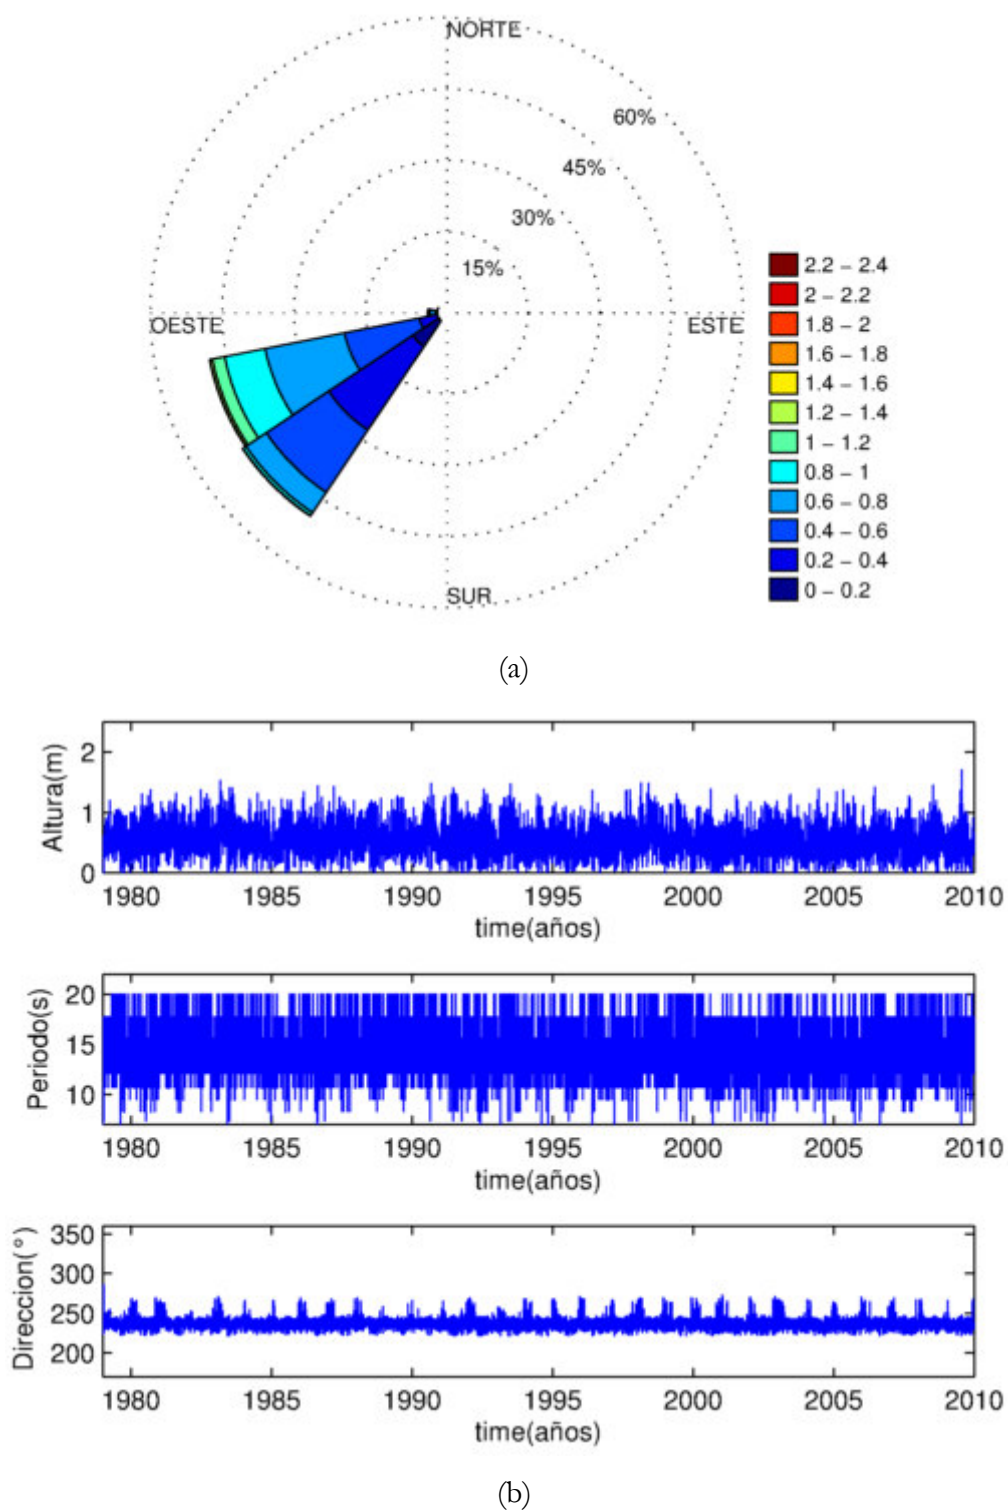 NORTE
60%
45%
30%
15%
OESTE
ESTE
SUR
2.2 – 2.4
2 – 2.2
1.8 – 2
1.6 – 1.8
1.4 – 1.6
1.2 – 1.4
1 – 1.2
0.8 – 1
0.6 – 0.8
0.4 – 0.6
0.2 – 0.4
0 – 0.2
(a)
Altura(m)
2
1
0
1980 1985 1990 1995 2000 2005 2010
time(años)
Periodo(s)
20
15
10
1980 1985 1990 1995 2000 2005 2010
time(años)
Direccion(°)
350
300
250
200
1980 1985 1990 1995 2000 2005 2010
time(años)
(b)